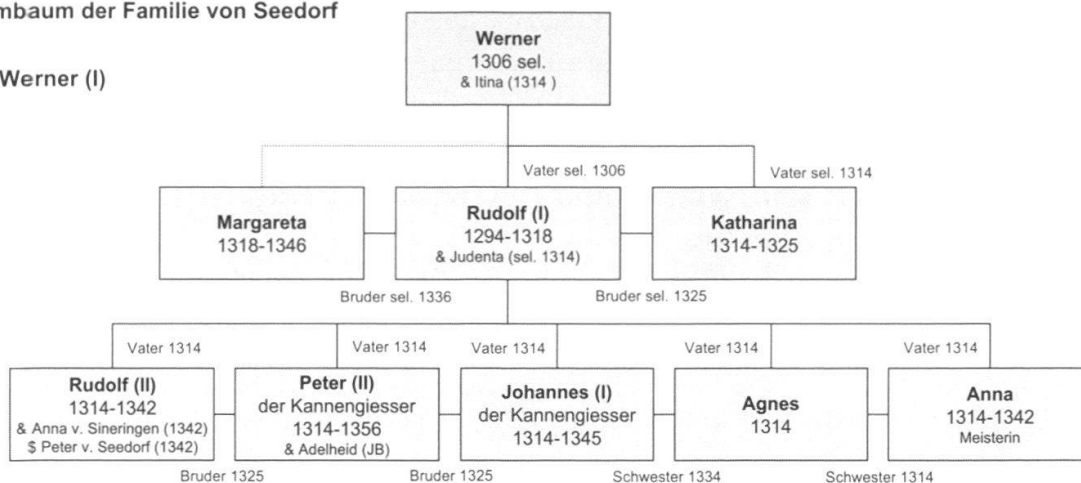 mbaum der Familie von Seedorf
Werner (I)
Werner
1306 sel.
& Itina (1314 )
Vater sel. 1306
Vater sel. 1314
Margareta
1318-1346
Rudolf (I)
1294-1318
& Judenta (sel. 1314)
Katharina
1314-1325
Bruder sel. 1336
Bruder sel. 1325
Vater 1314
Vater 1314
Vater 1314
Vater 1314
Vater 1314
Rudolf (II)
1314-1342
& Anna v. Sineringen (1342)
$ Peter v. Seedorf (1342)
Peter (II)
der Kannengiesser
1314-1356
& Adelheid (JB)
Johannes (I)
der Kannengiesser
1314-1345
Agnes
1314
Anna
1314-1342
Meisterin
Bruder 1325
Bruder 1325
Schwester 1334
Schwester 1314